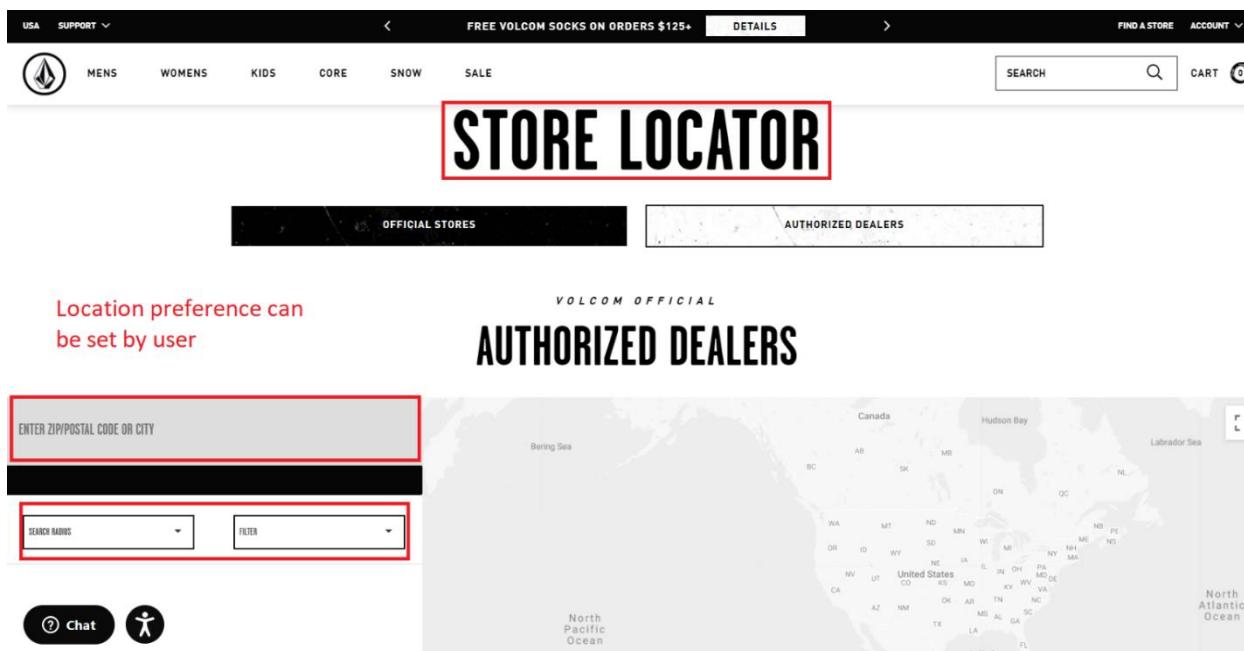 USA SUPPORT FREE VOLCOM SOCKS ON ORDERS $125+ DETAILS FIND A STORE ACCOUNT
MENS WOMENS KIDS CORE SNOW SALE SEARCH CART 0
STORE LOCATOR
OFFICIAL STORES AUTHORIZED DEALERS
Location preference can
be set by user
VOLCOM OFFICIAL
AUTHORIZED DEALERS
ENTER ZIP/POSTAL CODE OR CITY
SEARCH RADIUS FILTER
Chat
Canada
Hudson Bay
Bering Sea
Labrador Sea
AB MB
BC SK
NL
ON QC
WA MT ND MN NB PE
OR ID WY SD WI MI NY NH ME NS
MA
NE IA IL IN OH PA
NV UT United States MD DE
CO KS MO KY WV VA
CA
AZ NM OK AR TN NC
MS AL GA SC
TX LA
FL
North
Pacific
Ocean
North
Atlantic
Ocean